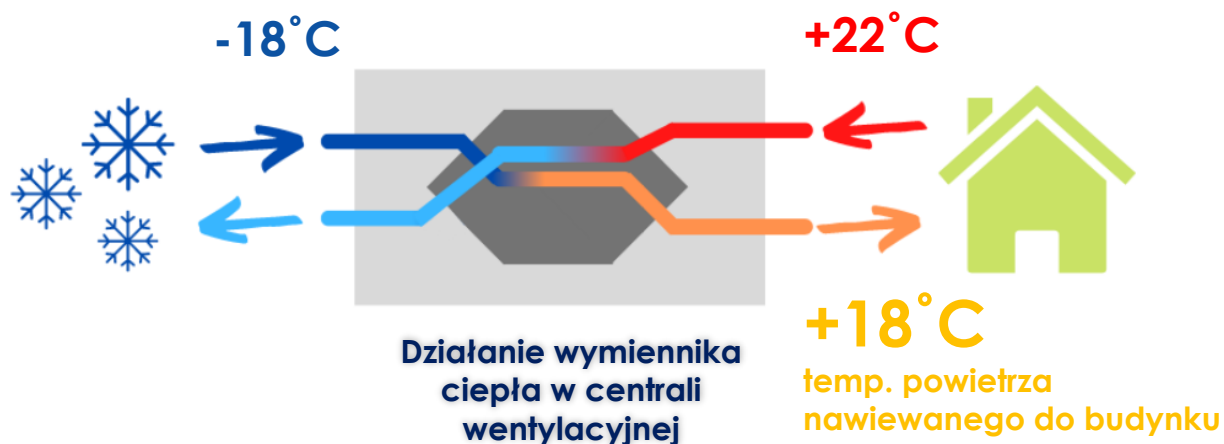 -18°C
+22°C
+18°C
temp. powietrza
nawiewanego do budynku
Działanie wymiennika
ciepła w centrali
wentylacyjnej